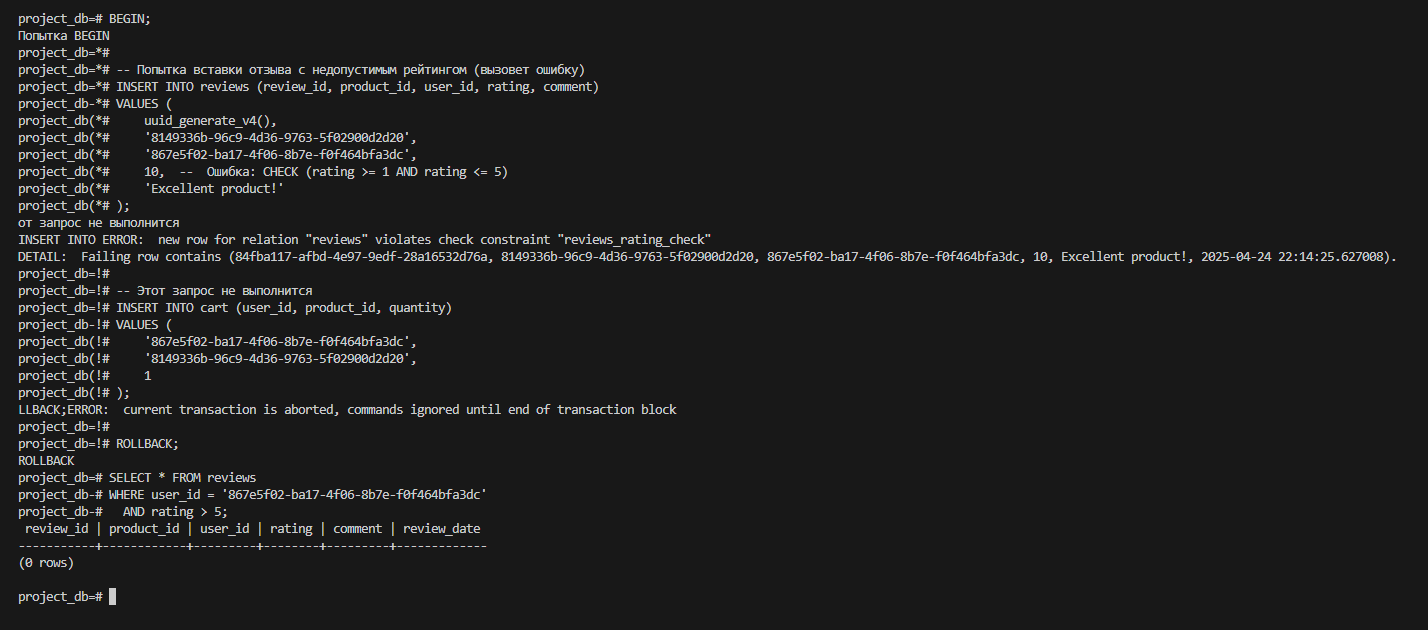 project_db=# BEGIN;
Попытка BEGIN
project_db=*#
project_db=*# -- Попытка вставки отзыва с недопустимым рейтингом (вызовет ошибку)
project_db=*# INSERT INTO reviews (review_id, product_id, user_id, rating, comment)
project_db-*# VALUES (
project_db(*#     uuid_generate_v4(),
project_db(*#     '8149336b-96c9-4d36-9763-5f02900d2d20',
project_db(*#     '867e5f02-ba17-4f06-8b7e-f0f464bfa3dc',
project_db(*#     10,  --  Ошибка: CHECK (rating >= 1 AND rating <= 5)
project_db(*#     'Excellent product!'
project_db(*# );
от запрос не выполнится
INSERT INTO ERROR:  new row for relation "reviews" violates check constraint "reviews_rating_check"
DETAIL:  Failing row contains (84fba117-afbd-4e97-9edf-28a16532d76a, 8149336b-96c9-4d36-9763-5f02900d2d20, 867e5f02-ba17-4f06-8b7e-f0f464bfa3dc, 10, Excellent product!, 2025-04-24 22:14:25.627008).
project_db=!#
project_db=!# -- Этот запрос не выполнится
project_db=!# INSERT INTO cart (user_id, product_id, quantity)
project_db-!# VALUES (
project_db(!#     '867e5f02-ba17-4f06-8b7e-f0f464bfa3dc',
project_db(!#     '8149336b-96c9-4d36-9763-5f02900d2d20',
project_db(!#     1
project_db(!# );
LLBACK;ERROR:  current transaction is aborted, commands ignored until end of transaction block
project_db=!#
project_db=!# ROLLBACK;
ROLLBACK
project_db=# SELECT * FROM reviews
project_db-# WHERE user_id = '867e5f02-ba17-4f06-8b7e-f0f464bfa3dc'
project_db-#   AND rating > 5;
 review_id | product_id | user_id | rating | comment | review_date
-----------+------------+---------+--------+---------+-------------
(0 rows)
project_db=#